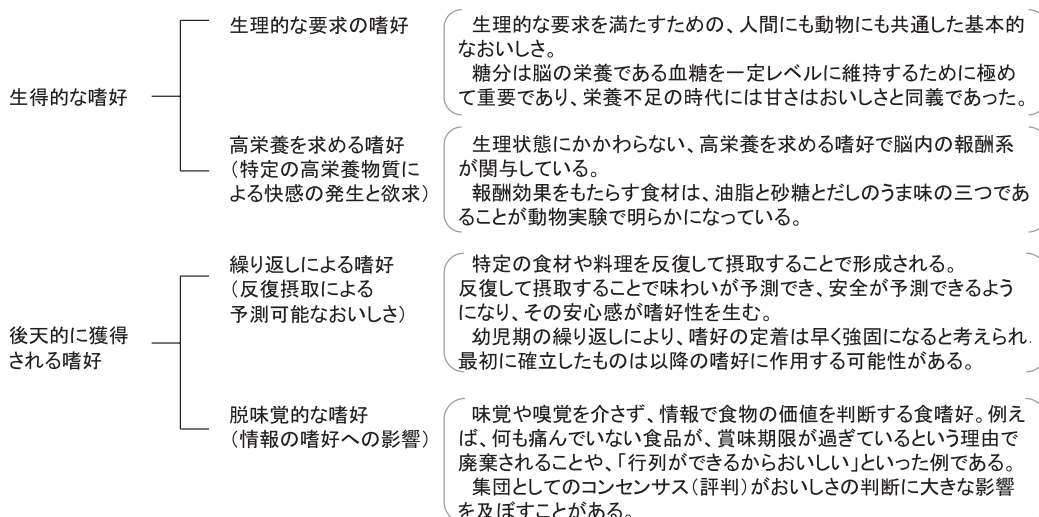 生得的な嗜好
生理的な要求の嗜好
生理的な要求を満たすための、人間にも動物にも共通した基本的
なおいしさ。
糖分は脳の栄養である血糖を一定レベルに維持するために極め
て重要であり、栄養不足の時代には甘さはおいしさと同義であった。
高栄養を求める嗜好
(特定の高栄養物質に
よる快感の発生と欲求)
生理状態にかかわらない、高栄養を求める嗜好で脳内の報酬系
が関与している。
報酬効果をもたらす食材は、油脂と砂糖とだしのうま味の三つであ
ることが動物実験で明らかになっている。
後天的に獲得
される嗜好
繰り返しによる嗜好
(反復摂取による
予測可能なおいしさ)
特定の食材や料理を反復して摂取することで形成される。
反復して摂取することで味わいが予測でき、安全が予測できるよう
になり、その安心感が嗜好性を生む。
幼児期の繰り返しにより、嗜好の定着は早く強固になると考えられ、
最初に確立したものは以降の嗜好に作用する可能性がある。
脱味覚的な嗜好
(情報の嗜好への影響)
味覚や嗅覚を介さず、情報で食物の価値を判断する食嗜好。例え
ば、何も痛んでいない食品が、賞味期限が過ぎているという理由で
廃棄されることや、「行列ができるからおいしい」といった例である。
集団としてのコンセンサス(評判)がおいしさの判断に大きな影響
を及ぼすことがある。